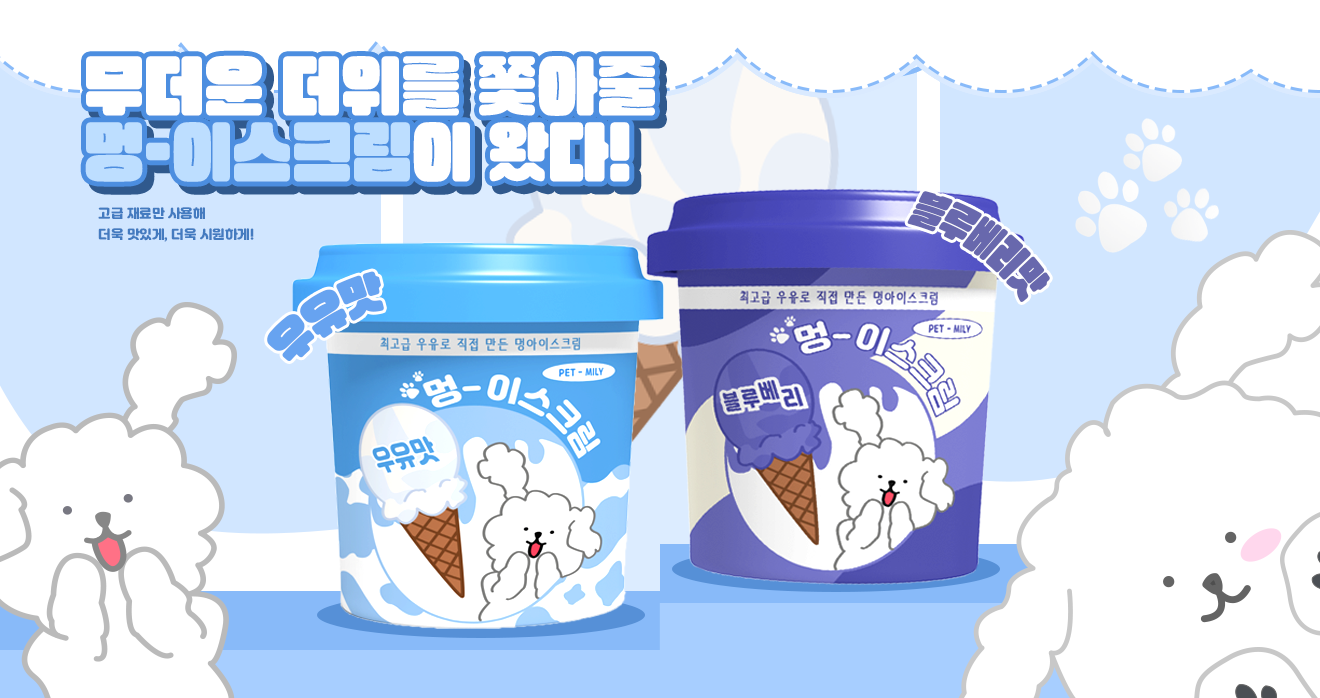 무더운 더위를 쫓아줄
멍-이스크림이 왔다!
고급 재료만 사용해
더욱 맛있게, 더욱 시원하게!
우유맛
최고급 우유로 직접 만든 멍아이스크림
PET - MILY
멍-이스크림
우유맛
블루베리맛
최고급 우유로 직접 만든 멍아이스크림
PET - MILY
멍-이스크림
블루베리